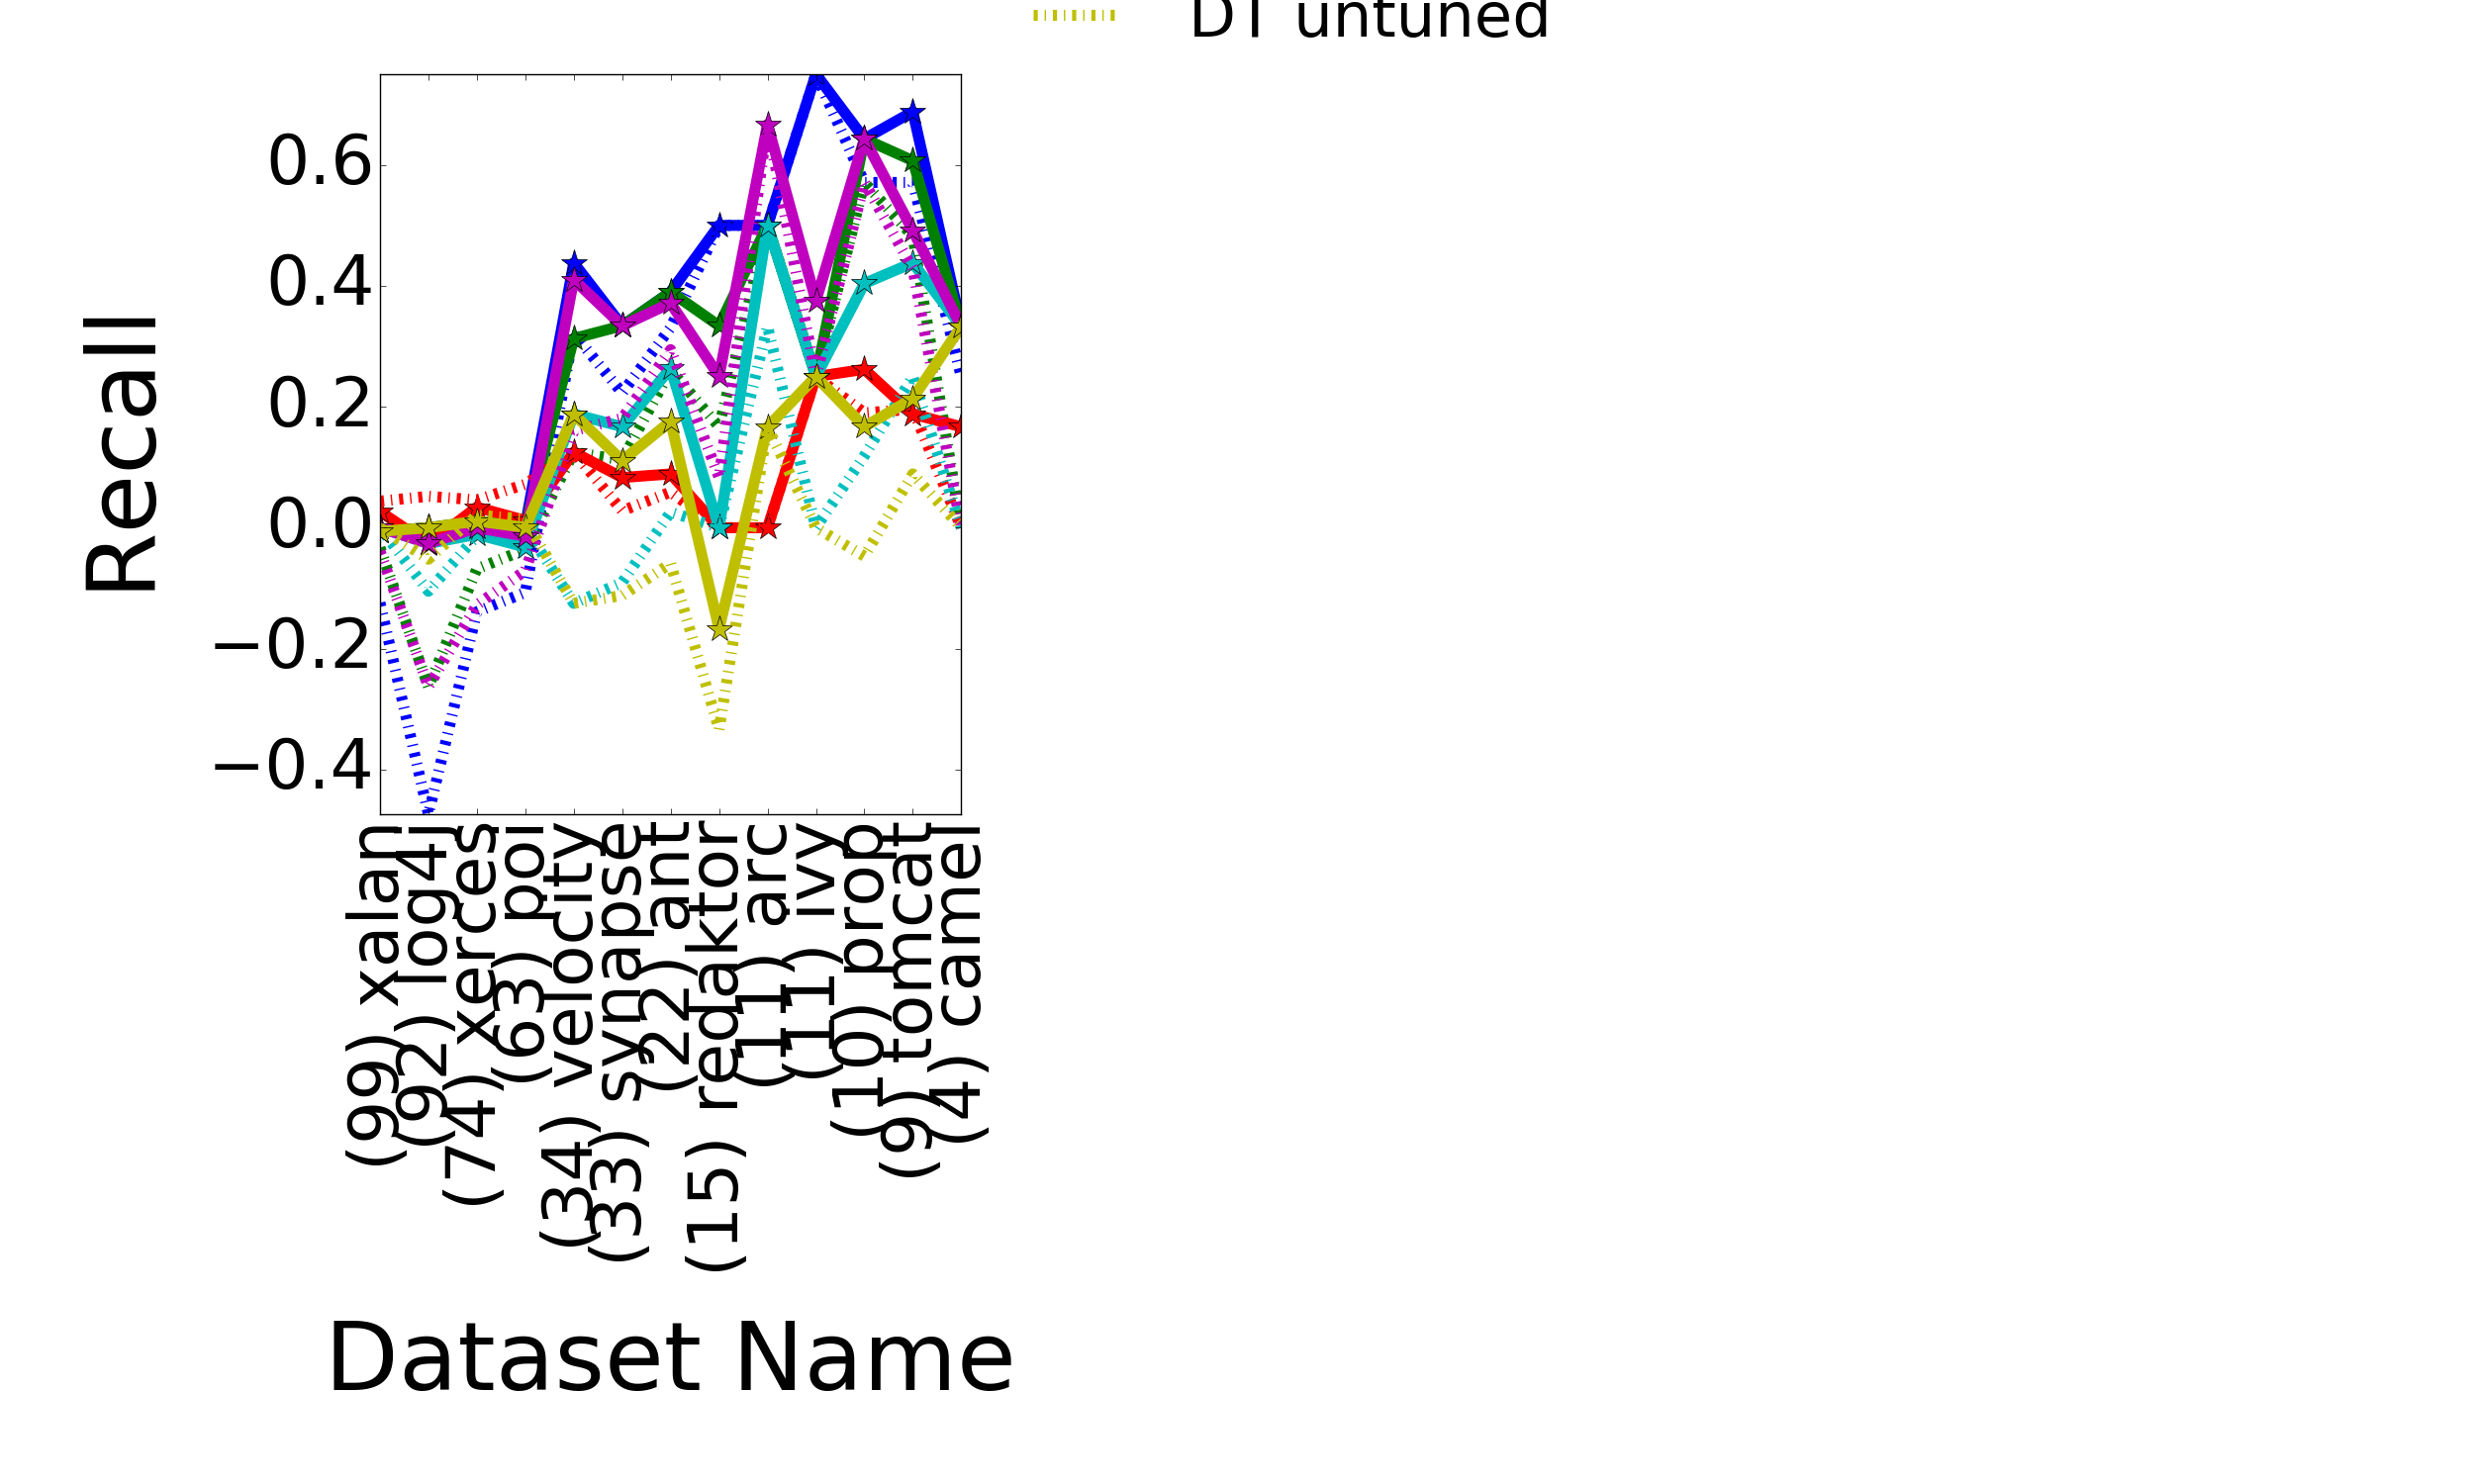 DT untuned
Recall
0.6
0.4
0.2
0.0
−0.2
−0.4
(99) xalan
(92) log4j
(74) xerces
(63) poi
(34) velocity
(33) synapse
(22) ant
(15) redaktor
(11) arc
(11) ivy
(10) prop
(9) tomcat
(4) camel
Dataset Name